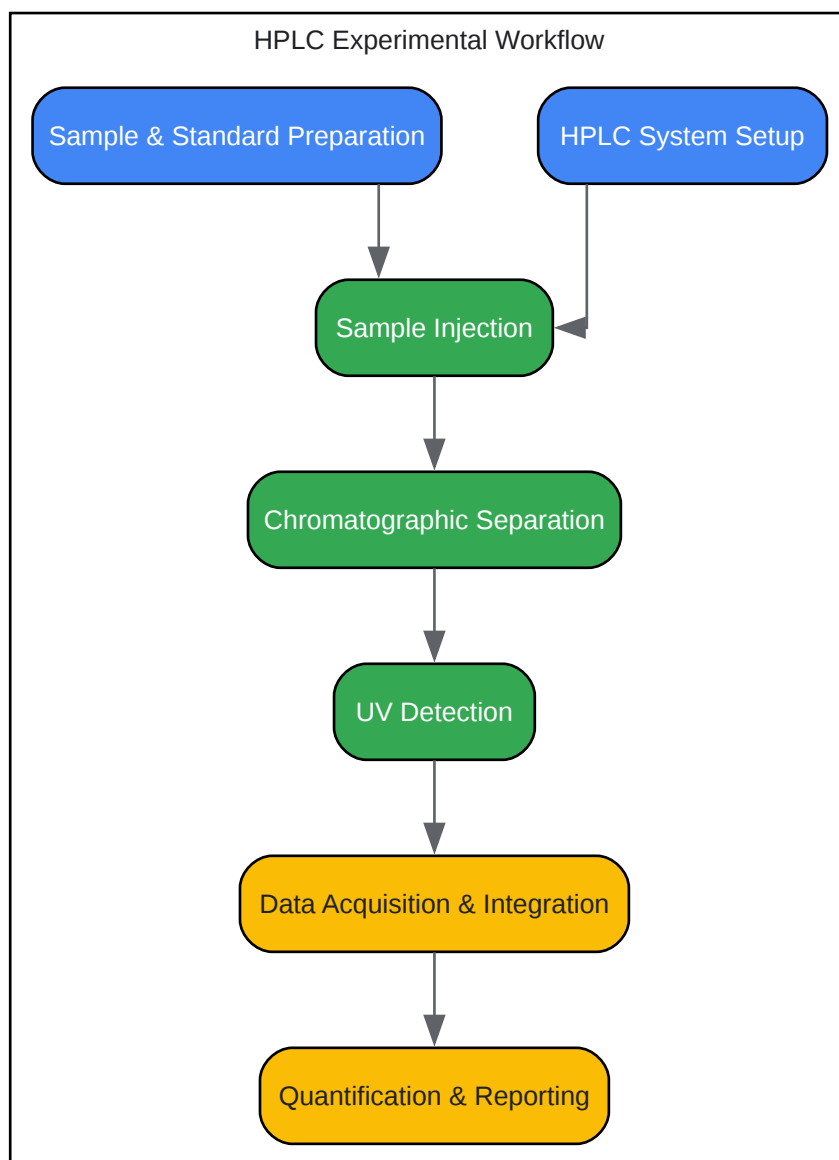 HPLC Experimental Workflow
Sample & Standard Preparation
HPLC System Setup
Sample Injection
Chromatographic Separation
UV Detection
Data Acquisition & Integration
Quantification & Reporting